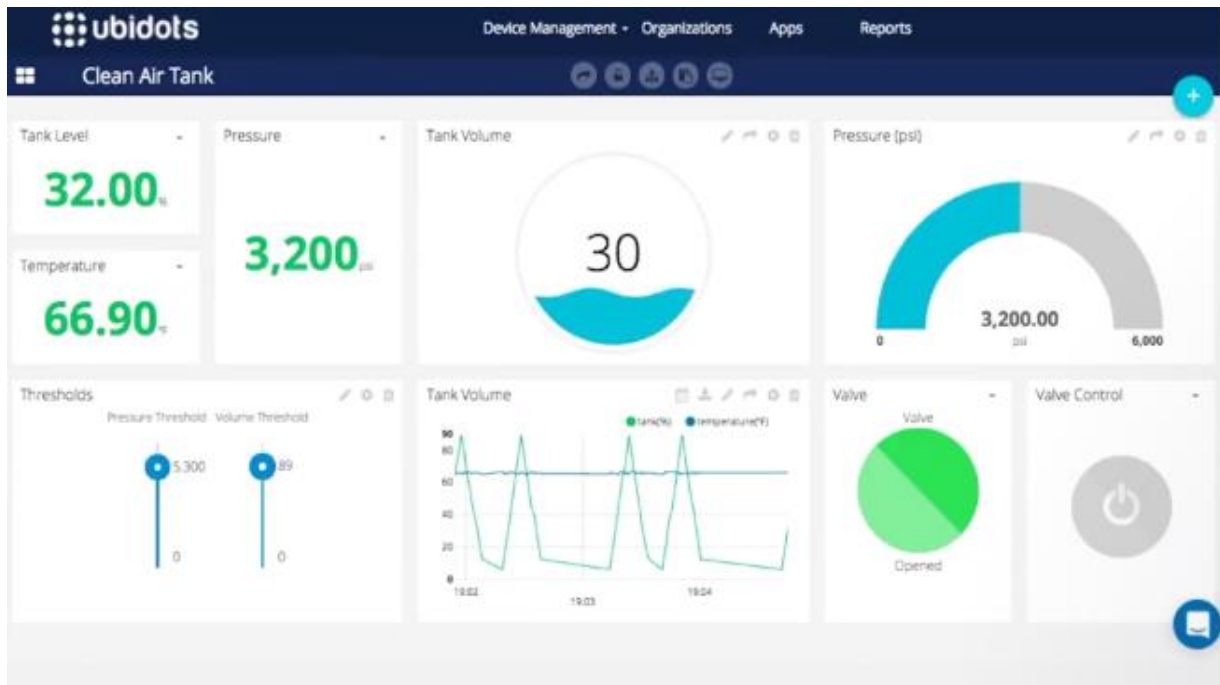 ubidots
Device Management Organizations Apps Reports
Clean Air Tank
Tank Level
32.00 %
Temperature
66.90 °F
Pressure
3,200 psi
Tank Volume
30
Pressure (psi)
3,200.00
psi
0
6,000
Thresholds
Pressure Threshold Volume Threshold
5.300
89
0
0
Tank Volume
tank(%) temperature(°F)
90
80
60
40
20
0
19:02
19:03
19:04
Valve
Valve
Opened
Valve Control